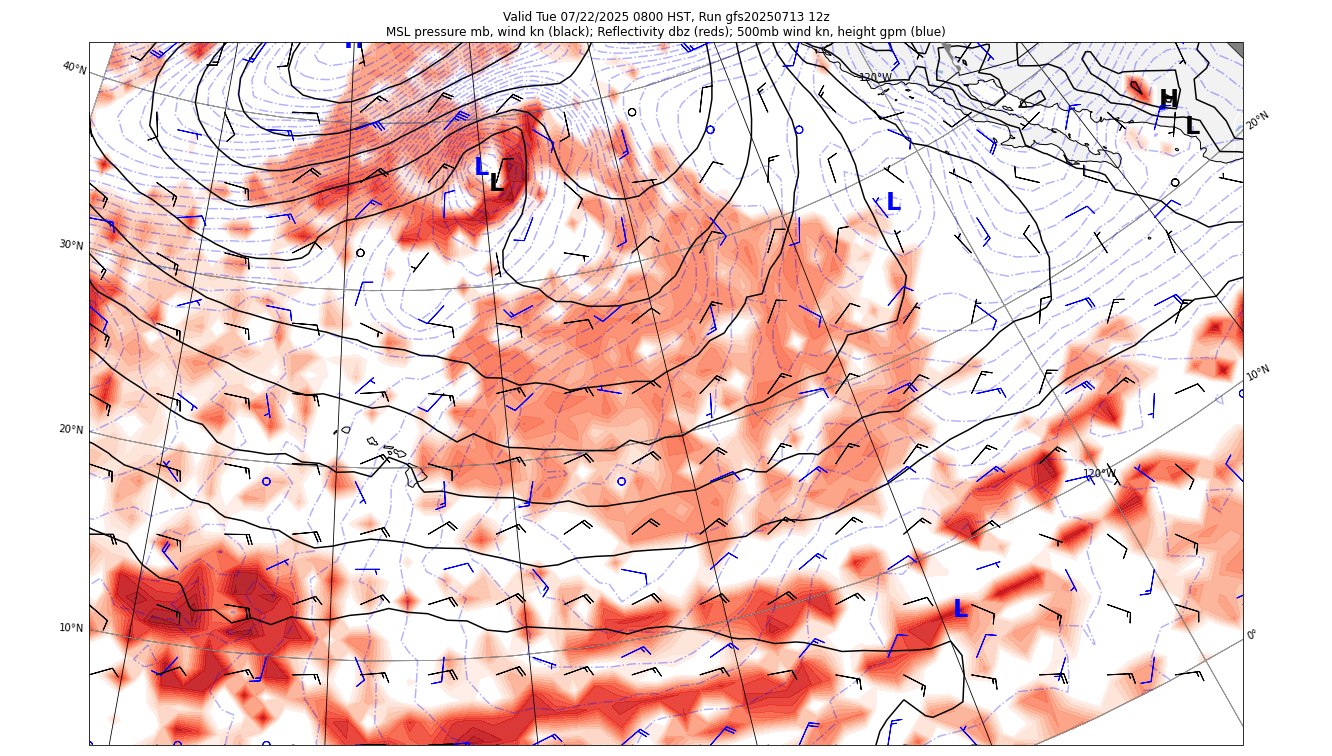 Valid Tue 07/22/2025 0800 HST, Run gfs20250713 12z
MSL pressure mb, wind kn (black); Reflectivity dbz (reds); 500mb wind kn, height gpm (blue)
H
40°N
120°W
H
L
20°N
L
L
L
30°N
10°N
20°N
120°W
L
10°N
0°